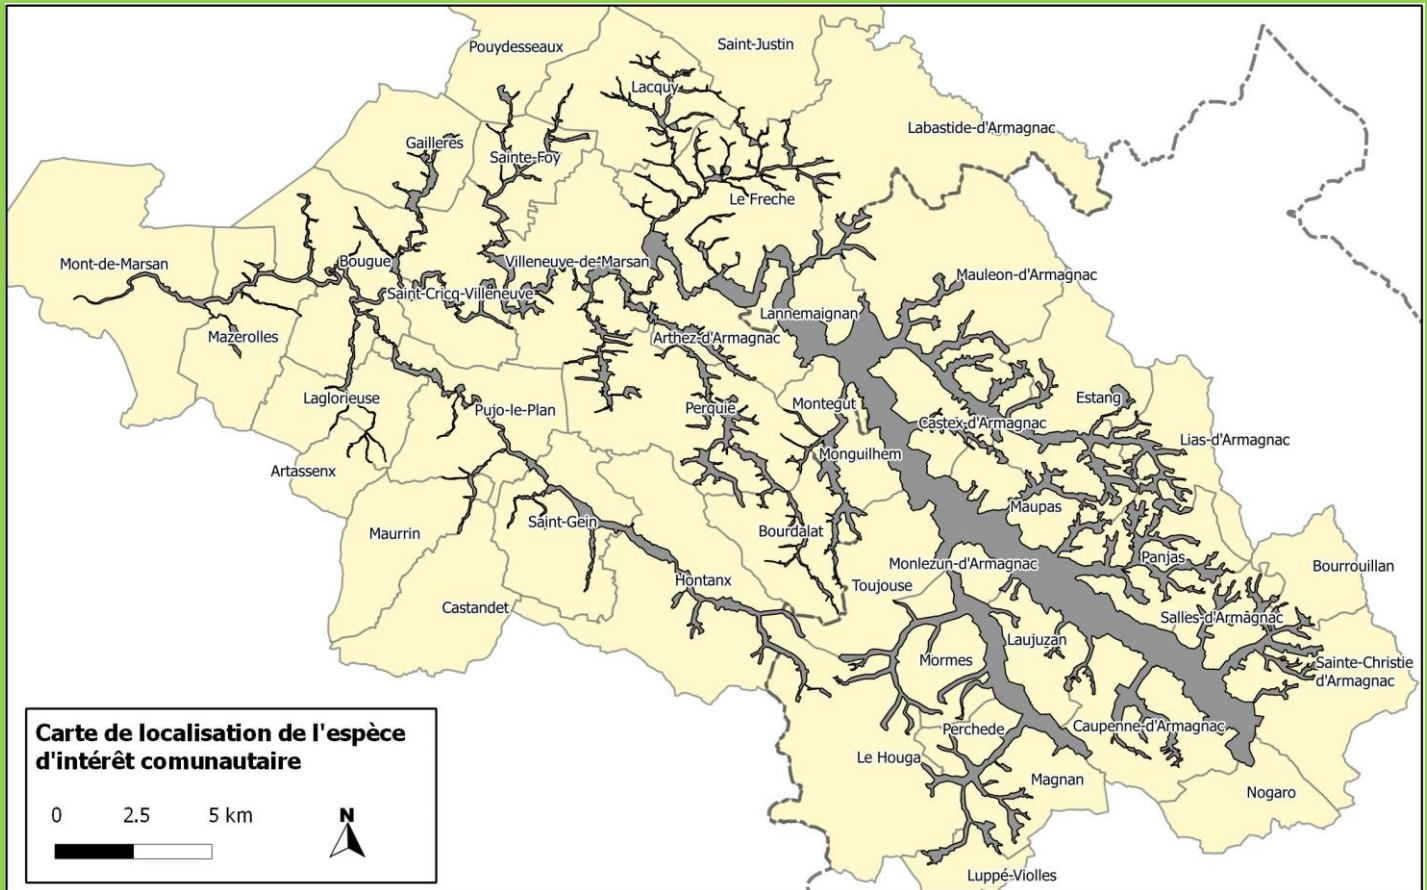 Pouydesseaux
Saint-Justin
Lacquy
Labastide-d'Armagnac
Gailleres
Sainte-Foy
Le Freche
Mont-de-Marsan
Bougue
Villeneuve-de-Marsan
Mauleon-d'Armagnac
Saint-Cricq-Villeneuve
Lannemaignan
Mazerolles
Arthez-d'Armagnac
Laglorieuse
Pujo-le-Plan
Perquie
Montegut
Estang
Castex-d'Armagnac
Lias-d'Armagnac
Artassenx
Monguilhem
Maupas
Maurrin
Saint-Gein
Bourdalat
Panjas
Monlezun-d'Armagnac
Bourrouillan
Hontanx
Toujouse
Castandet
Salles-d'Armagnac
Laujuzan
Mormes
Sainte-Christie
d'Armagnac
Perchede
Caupenne-d'Armagnac
Le Houga
Magnan
Nogaro
Luppé-Violles
Carte de localisation de l'espèce
d'intérêt comunautaire
0 2.5 5 km
N